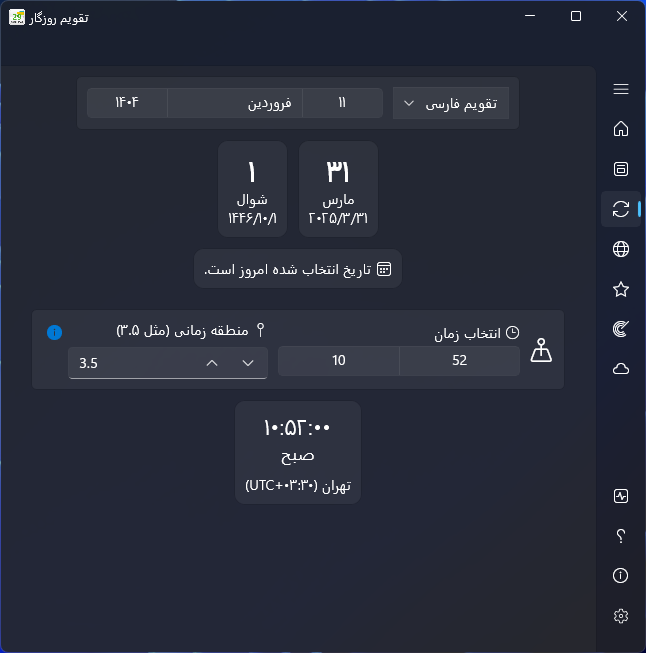 تقویم روزگار
تقویم فارسی
۱۱ فروردین ۱۴۰۴
۳۱
مارس
۲۰۲۵/۳/۳۱
۱
شوال
۱۴۴۶/۱۰/۱
تاریخ انتخاب شده امروز است.
انتخاب زمان
52 10
منطقه زمانی (مثل ۳.۵)
3.5
۱۰:۵۲:۰۰
صبح
تهران (UTC+۰۳:۳۰)